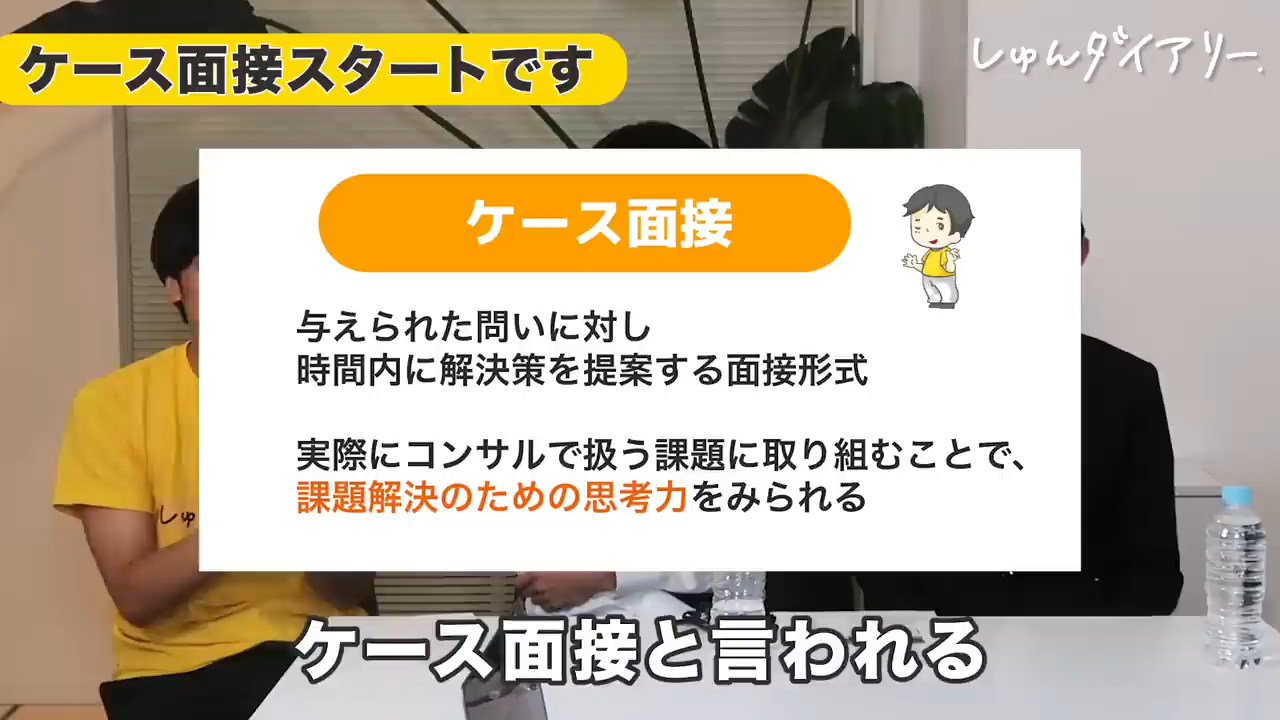 ケース面接スタートです
しゅんダイアリー.
ケース面接
与えられた問いに対し
時間内に解決策を提案する面接形式
実際にコンサルで扱う課題に取り組むことで、
課題解決のための思考力をみられる
しゅ
ケース面接と言われる